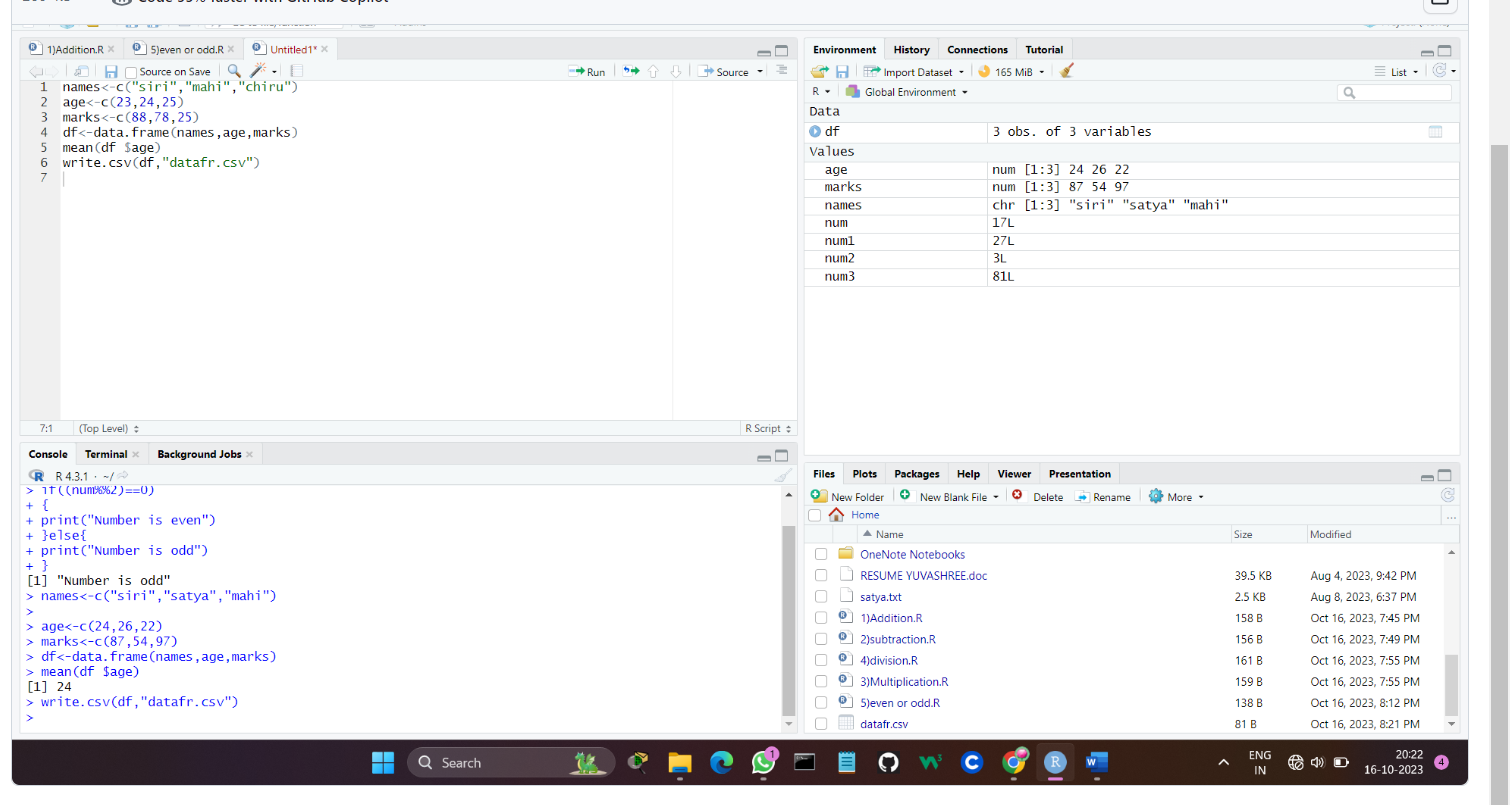 Code 55% faster with GitHub Copilot
1)Addition.R
5)even or odd.R
Untitled1*
Source on Save
Run
Source
1 names<-c("siri","mahi","chiru")
2 age<-c(23,24,25)
3 marks<-c(88,78,25)
4 df<-data.frame(names,age,marks)
5 mean(df $age)
6 write.csv(df,"datafr.csv")
7
7:1 (Top Level) R Script
Console Terminal Background Jobs
R 4.3.1 · ~/
> if((num%%2)==0)
+ {
+ print("Number is even")
+ }else{
+ print("Number is odd")
+ }
[1] "Number is odd"
> names<-c("siri","satya","mahi")
>
> age<-c(24,26,22)
> marks<-c(87,54,97)
> df<-data.frame(names,age,marks)
> mean(df $age)
[1] 24
> write.csv(df,"datafr.csv")
>
Environment History Connections Tutorial
Import Dataset 165 MiB List
R Global Environment
Data
df 3 obs. of 3 variables
Values
age num [1:3] 24 26 22
marks num [1:3] 87 54 97
names chr [1:3] "siri" "satya" "mahi"
num 17L
num1 27L
num2 3L
num3 81L
Files Plots Packages Help Viewer Presentation
New Folder New Blank File Delete Rename More
Home ...
Name Size Modified
OneNote Notebooks
RESUME YUVASHREE.doc 39.5 KB Aug 4, 2023, 9:42 PM
satya.txt 2.5 KB Aug 8, 2023, 6:37 PM
1)Addition.R 158 B Oct 16, 2023, 7:45 PM
2)subtraction.R 156 B Oct 16, 2023, 7:49 PM
4)division.R 161 B Oct 16, 2023, 7:55 PM
3)Multiplication.R 159 B Oct 16, 2023, 7:55 PM
5)even or odd.R 138 B Oct 16, 2023, 8:12 PM
datafr.csv 81 B Oct 16, 2023, 8:21 PM
Search
1
ENG
IN
20:22
16-10-2023
4